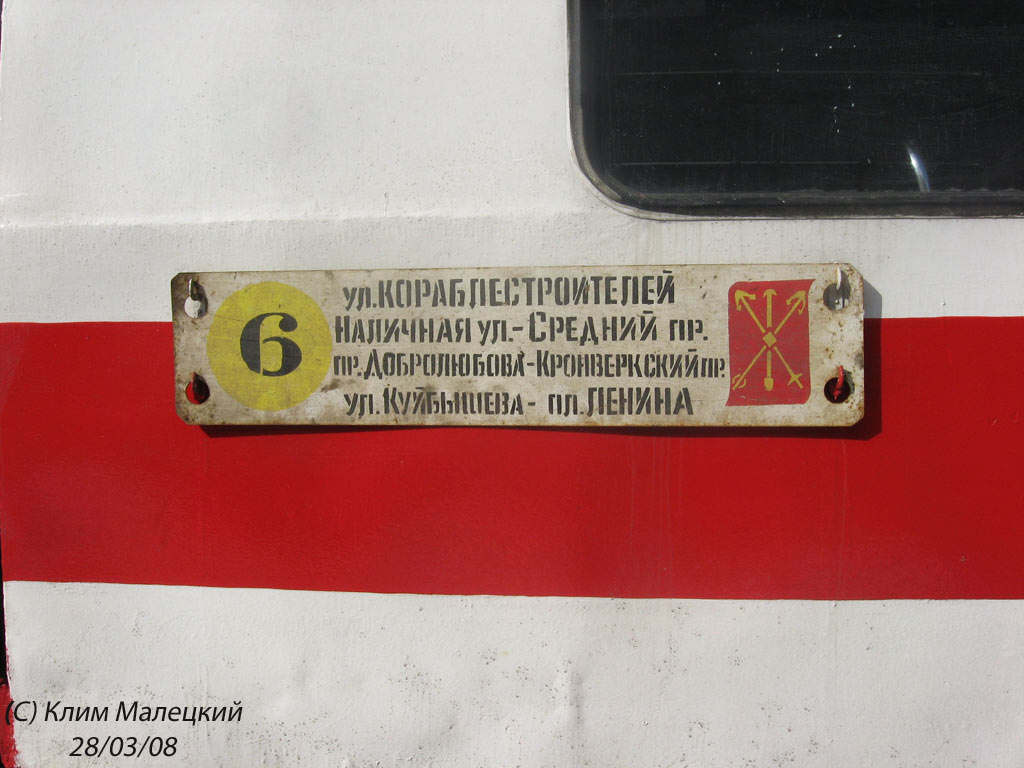 6
ул.КОРАБЛЕСТРОИТЕЛЕЙ
НАЛИЧНАЯ УЛ.-СРЕДНИЙ ПР.
ПР.ДОБРОЛЮБОВА-КРОНВЕРКСКИЙ ПР.
УЛ.КУЙБЫШЕВА- ПЛ.ЛЕНИНА
(C) Клим Малецкий
28/03/08